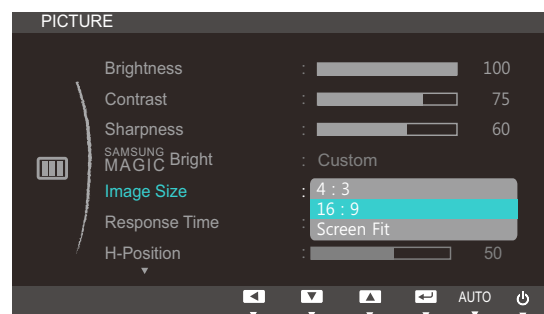 PICTURE
Brightness : 100
Contrast : 75
Sharpness : 60
SAMSUNG MAGIC Bright : Custom
Image Size : 4 : 3
16 : 9
Response Time : Screen Fit
H-Position : 50
AUTO